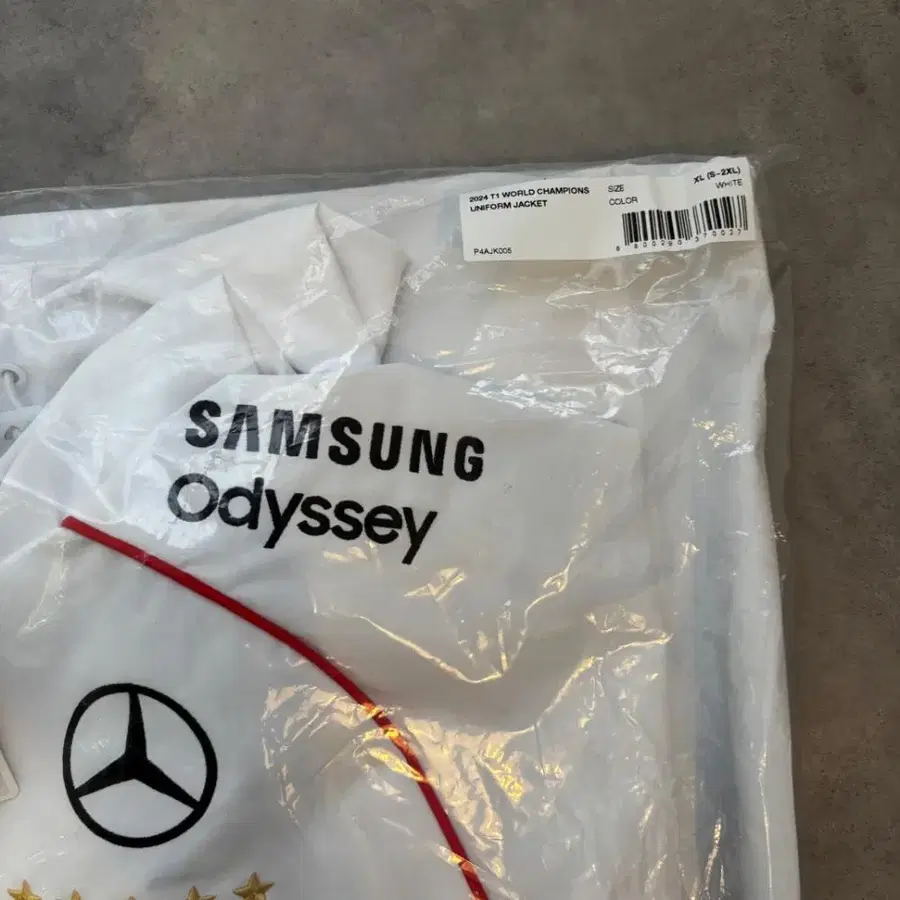 2024 T1 WORLD CHAMPIONS
UNIFORM JACKET
P4AJK005
SIZE
XL (S-2XL)
COLOR
WHITE
SAMSUNG
Odyssey